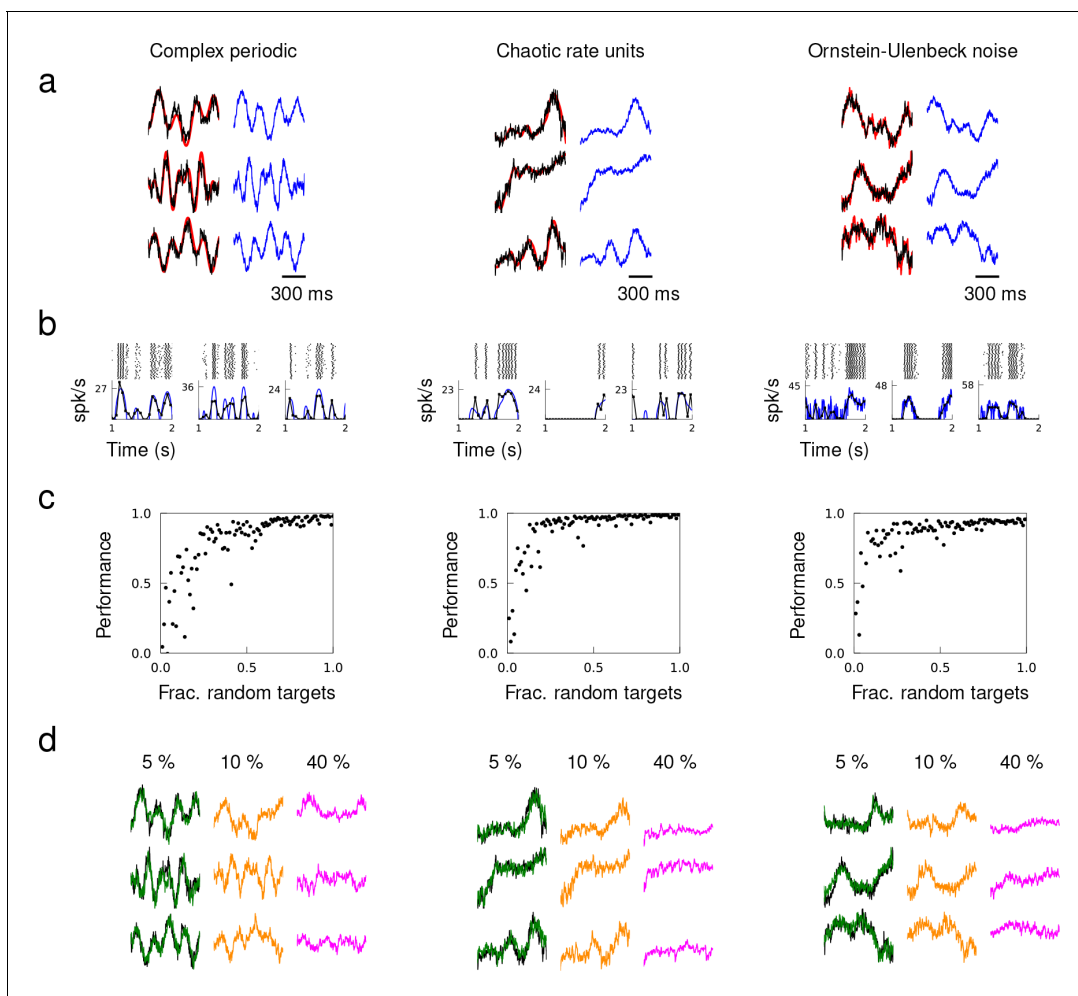 Complex periodic
Chaotic rate units
Ornstein-Ulenbeck noise
a
300 ms
300 ms
300 ms
b
spk/s
27
36
24
1 2 1 2 1 2
Time (s)
spk/s
23
24
23
1 2 1 2 1 2
Time (s)
spk/s
45
48
58
1 2 1 2 1 2
Time (s)
c
Performance
1.0
0.5
0.0
0.0 0.5 1.0
Frac. random targets
Performance
1.0
0.5
0.0
0.0 0.5 1.0
Frac. random targets
Performance
1.0
0.5
0.0
0.0 0.5 1.0
Frac. random targets
d
5 % 10 % 40 %
5 % 10 % 40 %
5 % 10 % 40 %